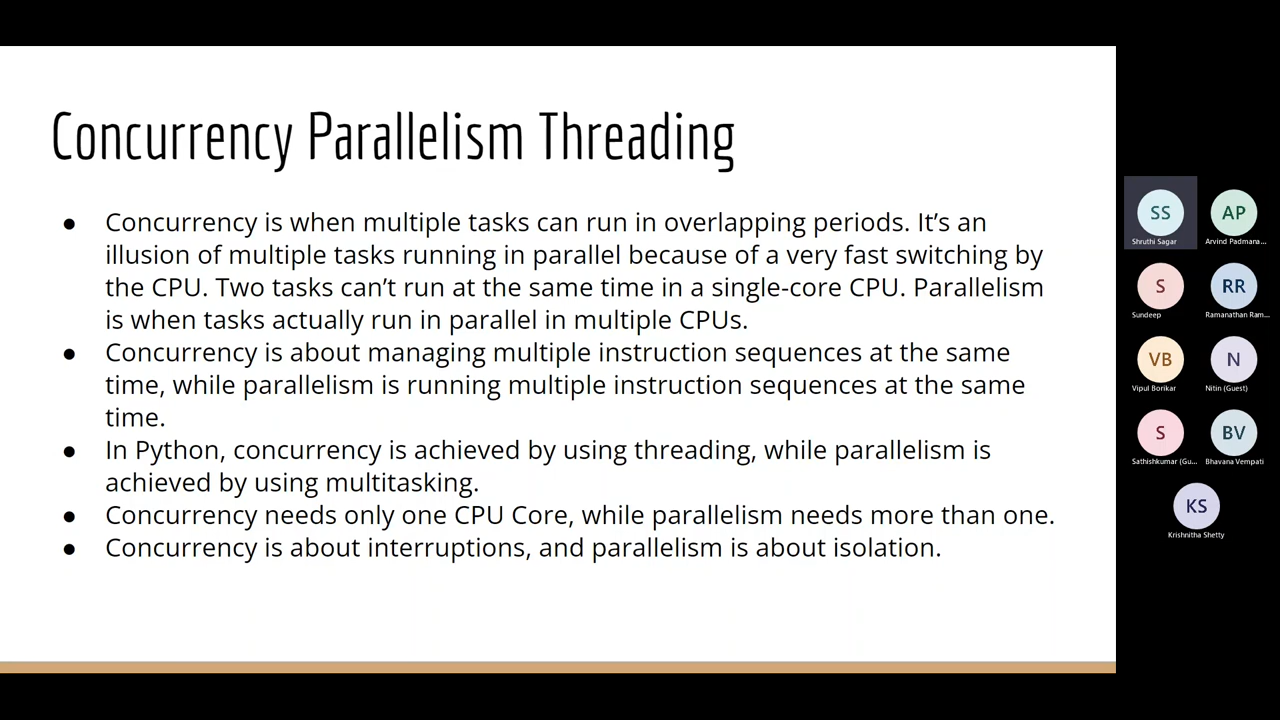 Concurrency Parallelism Threading
● Concurrency is when multiple tasks can run in overlapping periods. It’s an
illusion of multiple tasks running in parallel because of a very fast switching by
the CPU. Two tasks can’t run at the same time in a single-core CPU. Parallelism
is when tasks actually run in parallel in multiple CPUs.
● Concurrency is about managing multiple instruction sequences at the same
time, while parallelism is running multiple instruction sequences at the same
time.
● In Python, concurrency is achieved by using threading, while parallelism is
achieved by using multitasking.
● Concurrency needs only one CPU Core, while parallelism needs more than one.
● Concurrency is about interruptions, and parallelism is about isolation.
SS
Shruthi Sagar
AP
Arvind Padmana...
S
Sundeep
RR
Ramanathan Ram...
VB
Vipul Borikar
N
Nitin (Guest)
S
Sathishkumar (Gu...
BV
Bhavana Vempati
KS
Krishnitha Shetty